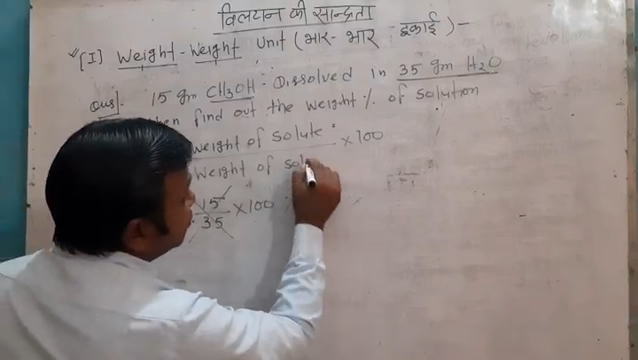 विलयन की सान्द्रता
[I] Weight-Weight Unit (भार-भार इकाई) -
Ques. 15 gm CH3OH Dissolved in 35 gm H2O
find out the weight % of solution
weight of solute
× 100
weight of sol
15
× 100
35